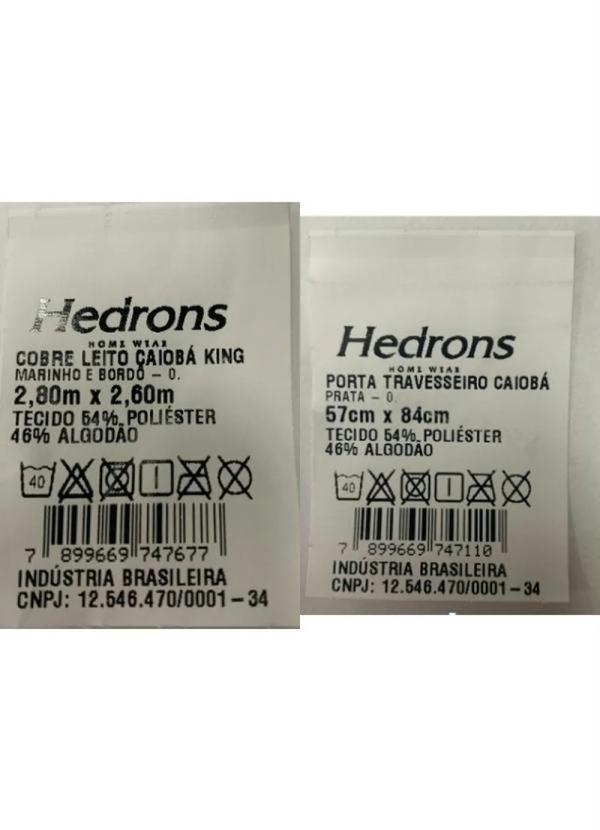 Hedrons
HOME WEAR
COBRE LEITO CAIOBÁ KING
MARINHO E BORDÔ – 0.
2,80m x 2,60m
TECIDO 54% POLIÉSTER
46% ALGODÃO
40
7 899669 747677
INDÚSTRIA BRASILEIRA
CNPJ: 12.546.470/0001–34
Hedrons
HOME WEAR
PORTA TRAVESSEIRO CAIOBÁ
PRATA – 0.
57cm x 84cm
TECIDO 54% POLIÉSTER
46% ALGODÃO
40
7 899669 747110
INDÚSTRIA BRASILEIRA
CNPJ: 12.546.470/0001–34